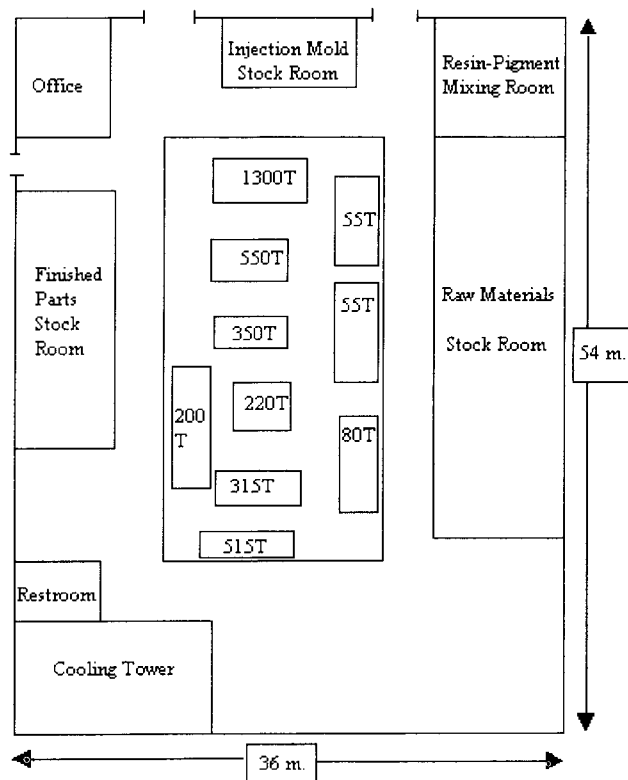 Office
Injection Mold
Stock Room
Resin-Pigment
Mixing Room
1300T
55T
550T
Finished
Parts
Stock
Room
55T
Raw Materials
Stock Room
350T
54 m.
200
T
220T
80T
315T
515T
Restroom
Cooling Tower
36 m.